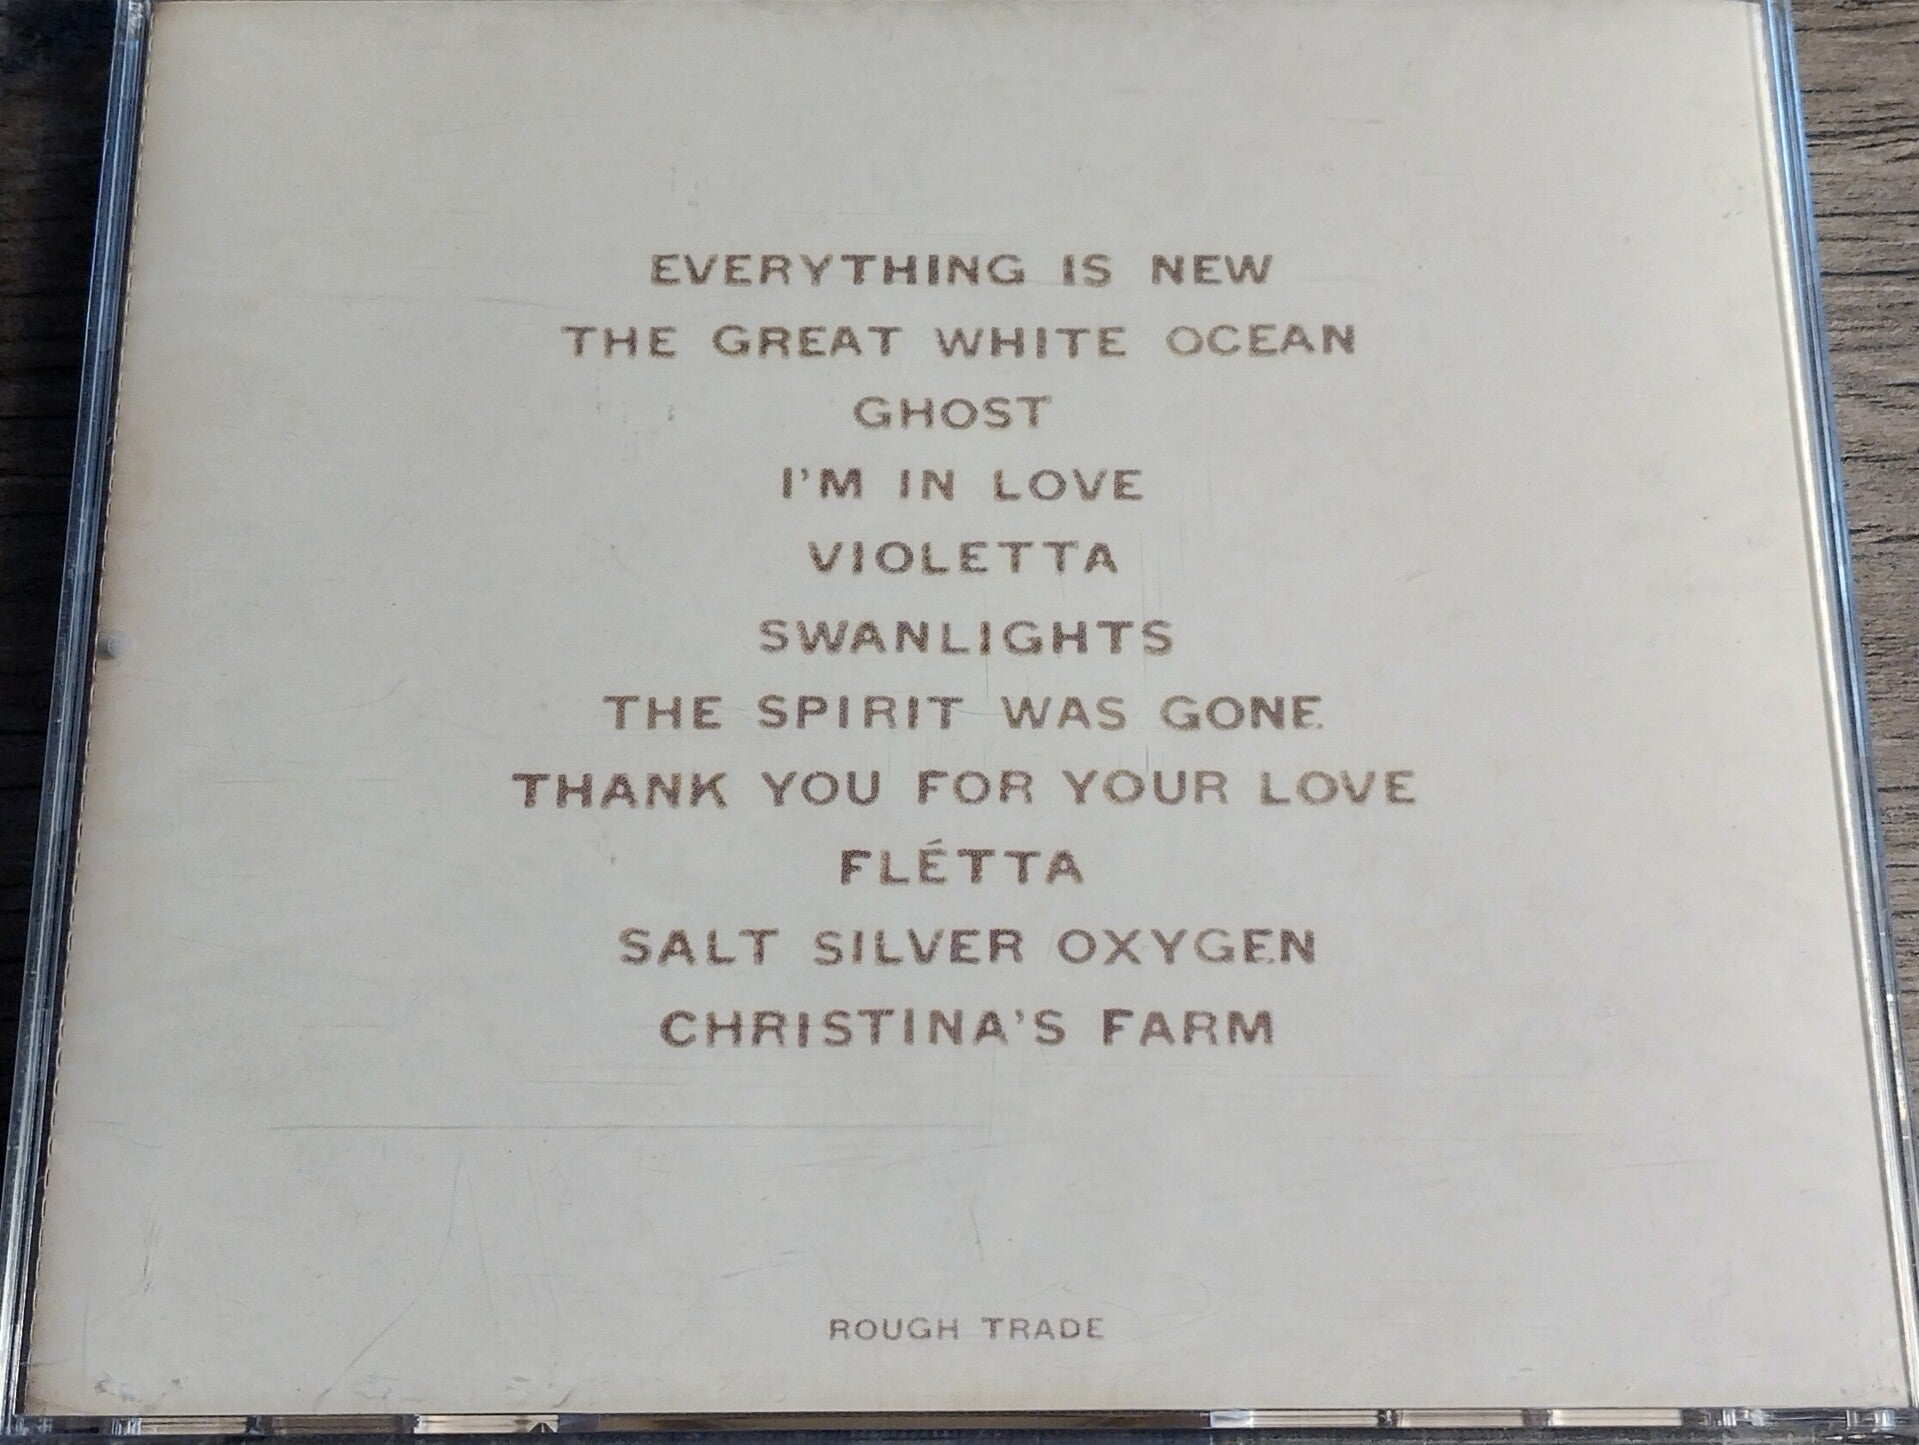 EVERYTHING IS NEW
THE GREAT WHITE OCEAN
GHOST
I'M IN LOVE
VIOLETTA
SWANLIGHTS
THE SPIRIT WAS GONE
THANK YOU FOR YOUR LOVE
FLÉTTA
SALT SILVER OXYGEN
CHRISTINA'S FARM
ROUGH TRADE